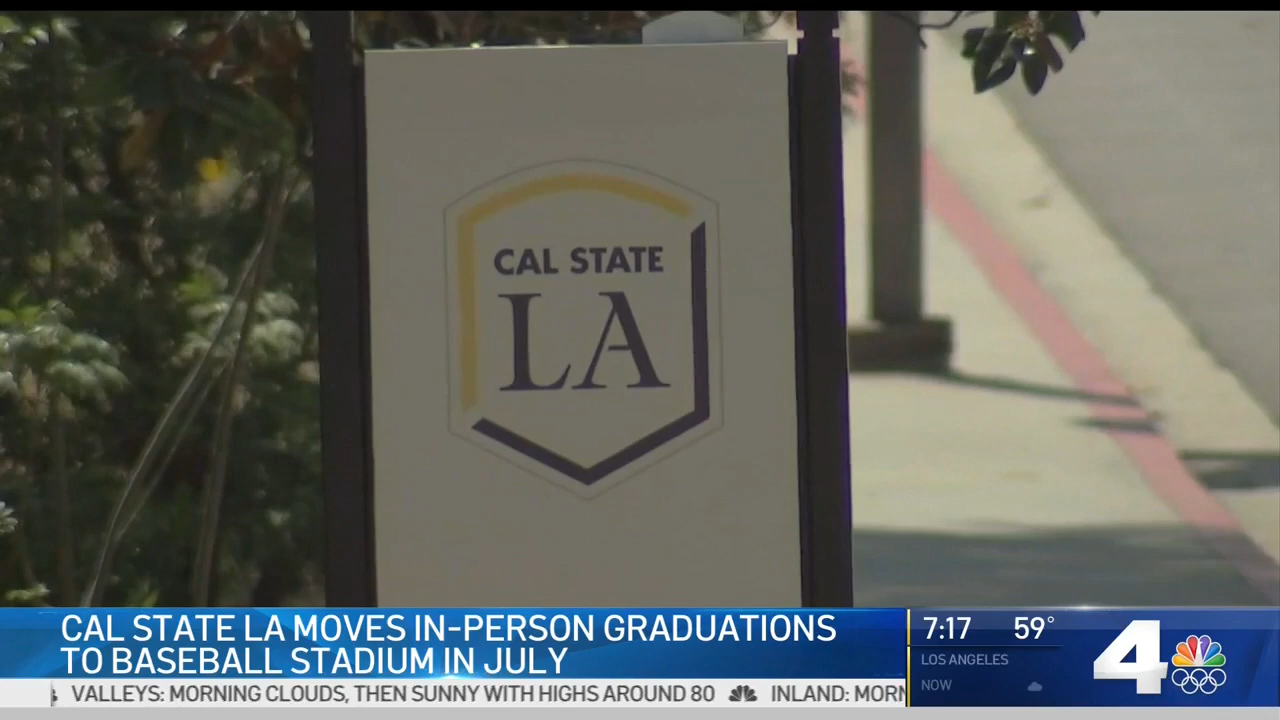 CAL STATE
LA
CAL STATE LA MOVES IN-PERSON GRADUATIONS
TO BASEBALL STADIUM IN JULY
7:17 59°
LOS ANGELES
NOW
4
VALLEYS: MORNING CLOUDS, THEN SUNNY WITH HIGHS AROUND 80 INLAND: MORN